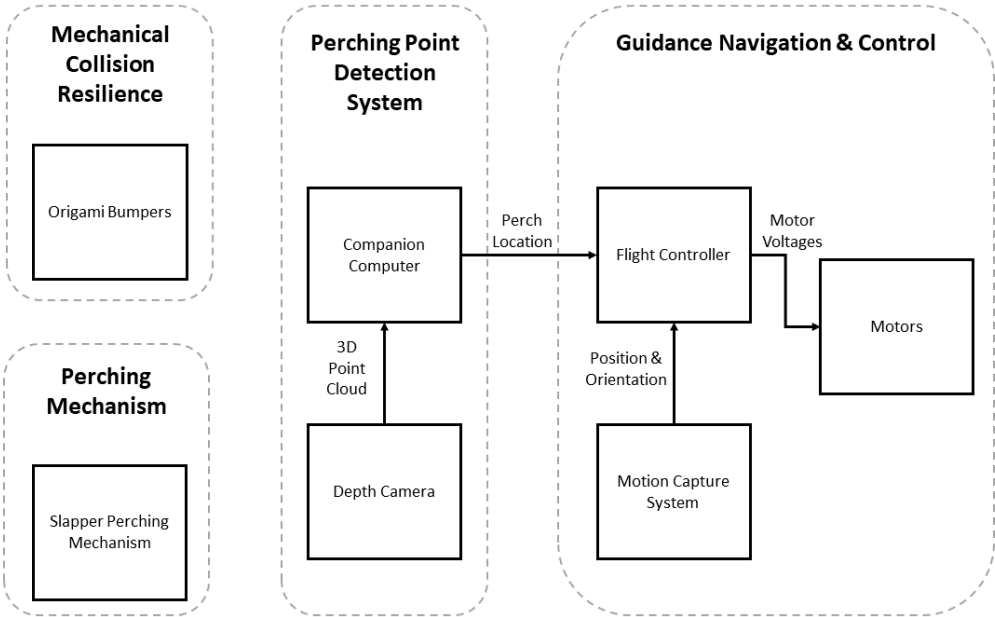 Mechanical
Collision
Resilience
Origami Bumpers
Perching
Mechanism
Slapper Perching
Mechanism
Perching Point
Detection
System
Companion
Computer
3D
Point
Cloud
Depth Camera
Perch
Location
Guidance Navigation & Control
Flight Controller
Motor
Voltages
Motors
Position &
Orientation
Motion Capture
System